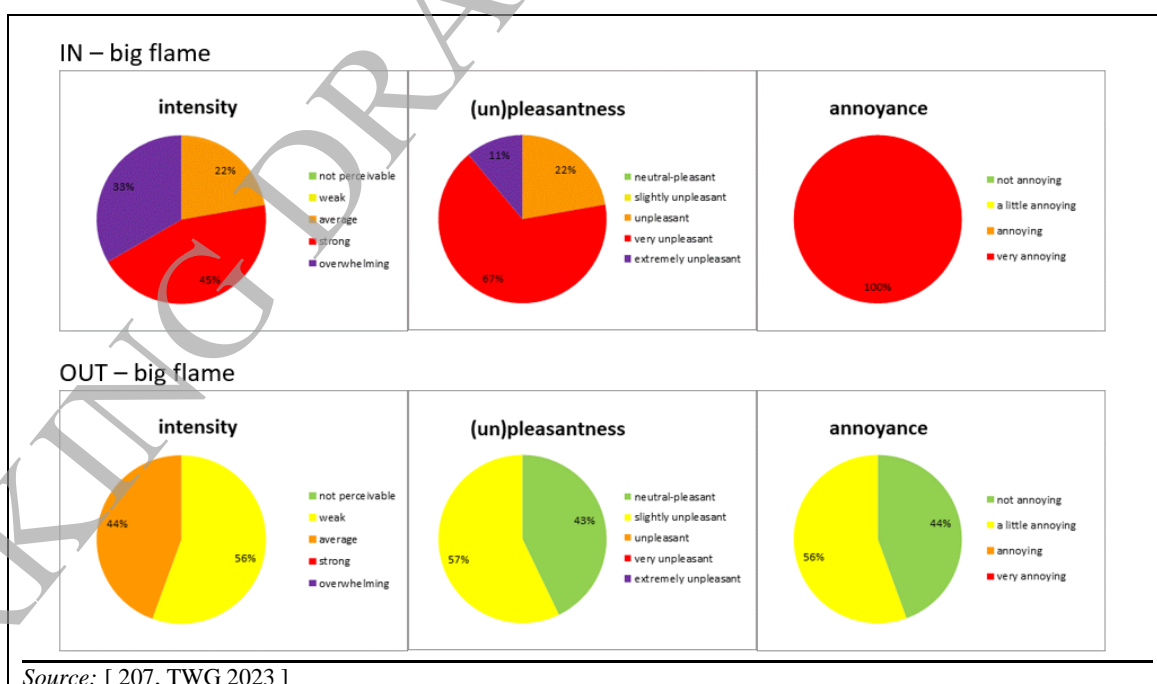 IN – big flame
intensity
22%
33%
45%
not perceivable
weak
average
strong
overwhelming
(un)pleasantness
11%
22%
67%
neutral-pleasant
slightly unpleasant
unpleasant
very unpleasant
extremely unpleasant
annoyance
100%
not annoying
a little annoying
annoying
very annoying
OUT – big flame
intensity
44%
56%
not perceivable
weak
average
strong
overwhelming
(un)pleasantness
43%
57%
neutral-pleasant
slightly unpleasant
unpleasant
very unpleasant
extremely unpleasant
annoyance
44%
56%
not annoying
a little annoying
annoying
very annoying
Source: [ 207, TWG 2023 ]
KING DRA